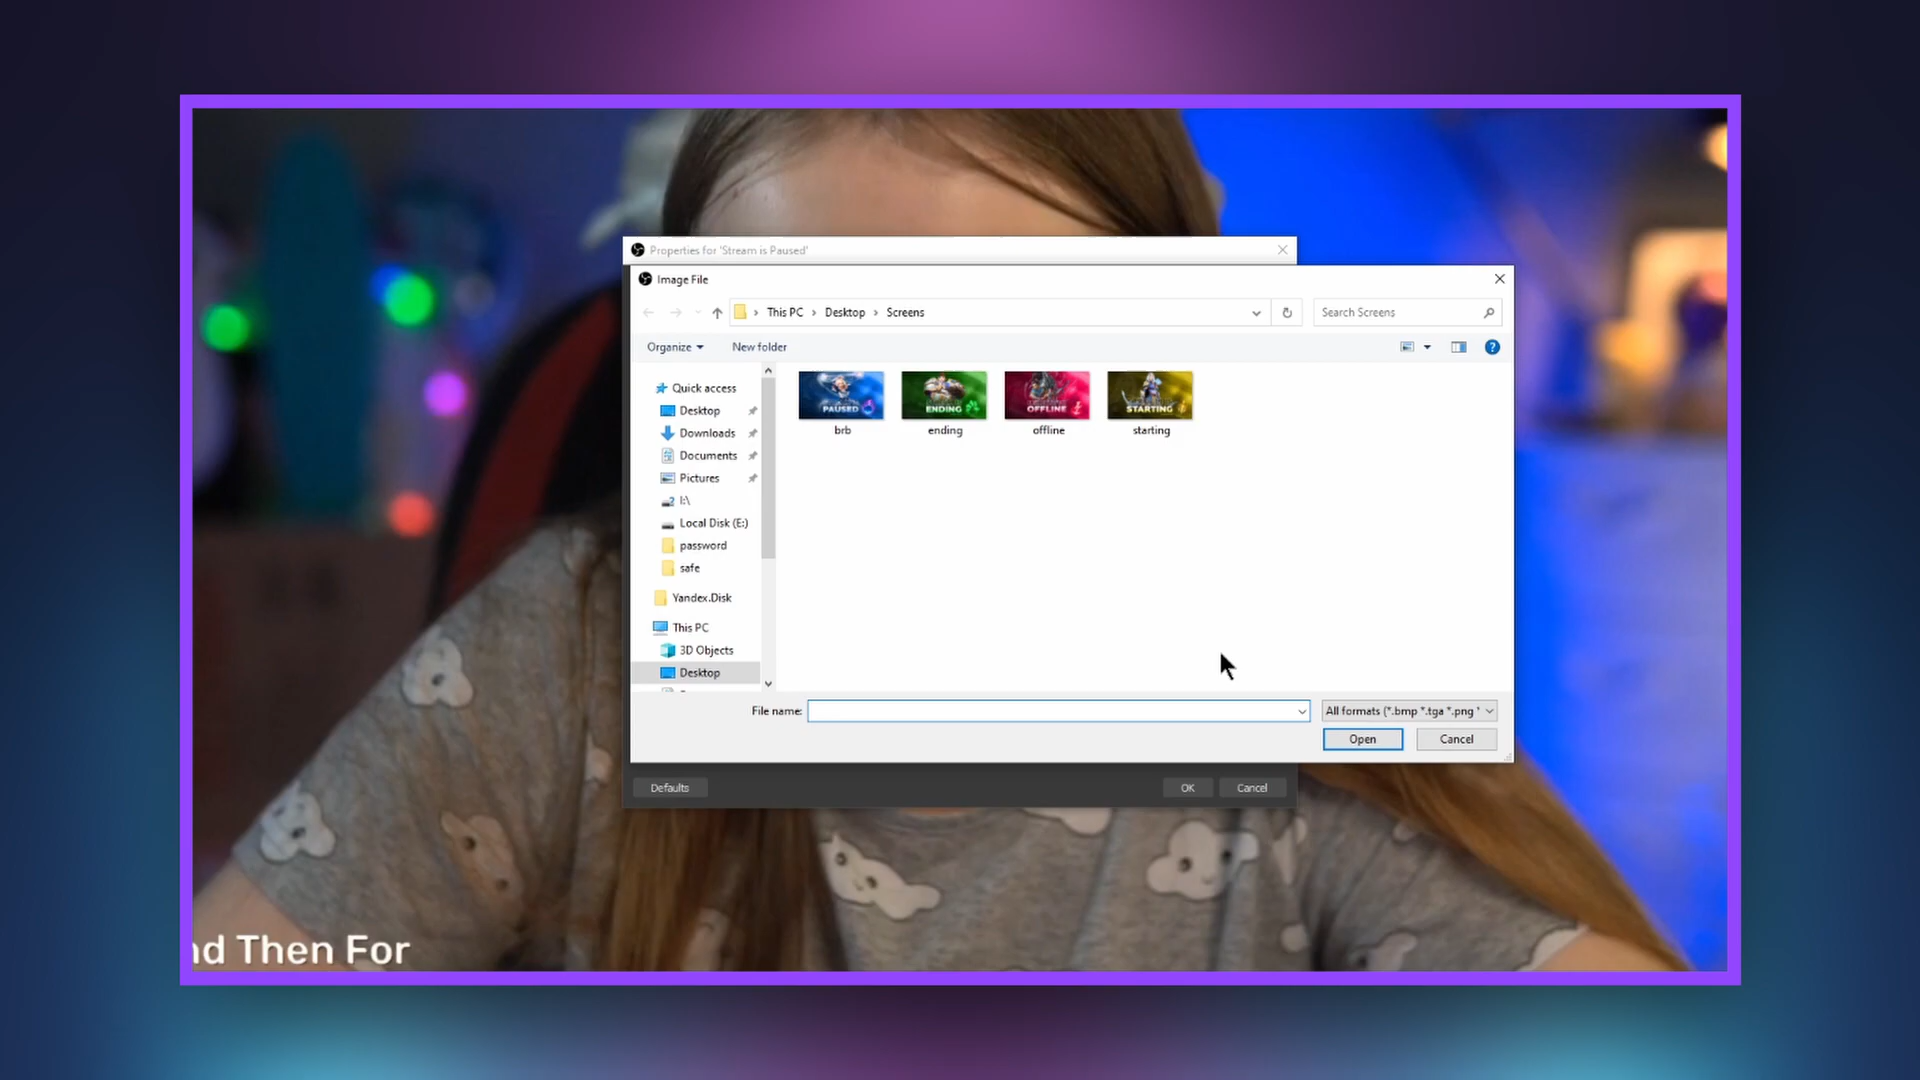 Properties for 'Stream is Paused'
Image File
This PC > Desktop > Screens
Search Screens
Organize
New folder
Quick access
Desktop
Downloads
Documents
Pictures
I:\
Local Disk (E:)
password
safe
Yandex.Disk
This PC
3D Objects
Desktop
PAUSED
ENDING
OFFLINE
STARTING
brb
ending
offline
starting
File name:
All formats (*.bmp *.tga *.png *
Open
Cancel
Defaults
OK
Cancel
nd Then For